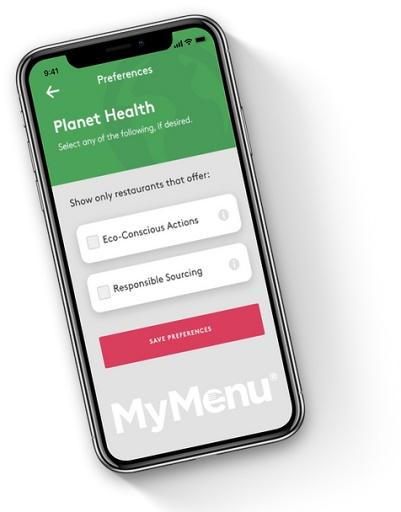 9:41
Preferences
Planet Health
Select any of the following, if desired.
Show only restaurants that offer:
Eco-Conscious Actions
i
Responsible Sourcing
i
SAVE PREFERENCES
MyMenu®